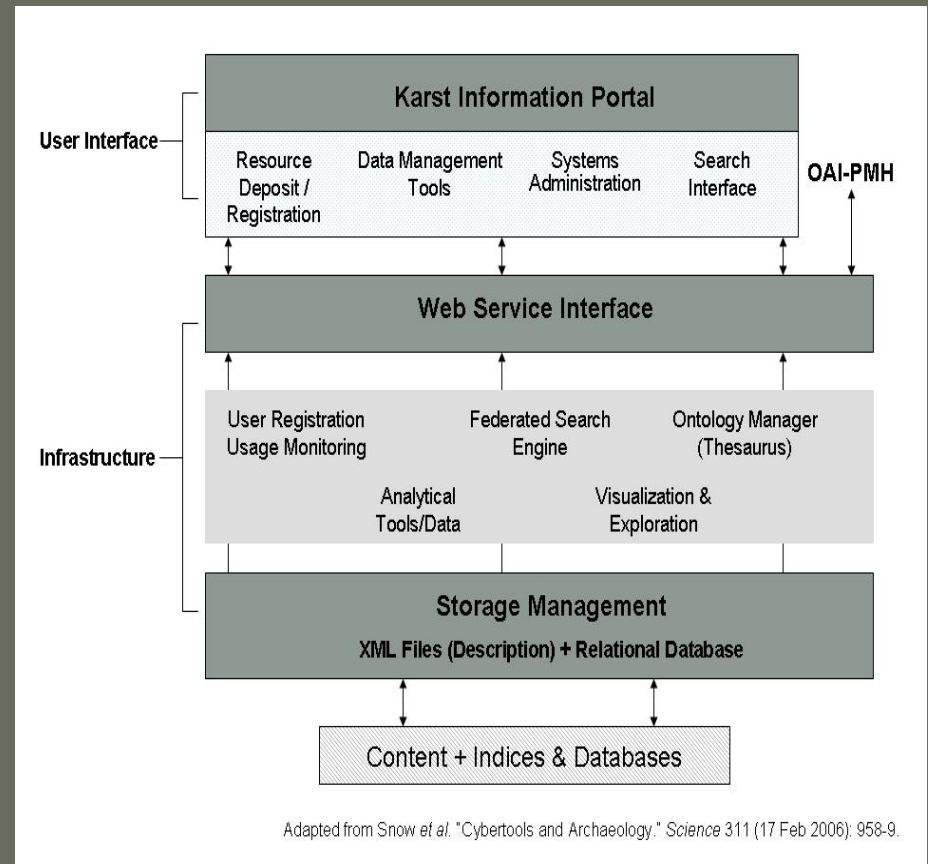 Karst Information Portal
User Interface
Resource
Deposit /
Registration
Data Management
Tools
Systems
Administration
Search
Interface
OAI-PMH
Web Service Interface
Infrastructure
User Registration
Usage Monitoring
Federated Search
Engine
Ontology Manager
(Thesaurus)
Analytical
Tools/Data
Visualization &
Exploration
Storage Management
XML Files (Description) + Relational Database
Content + Indices & Databases
Adapted from Snow et al. "Cybertools and Archaeology." Science 311 (17 Feb 2006): 958-9.